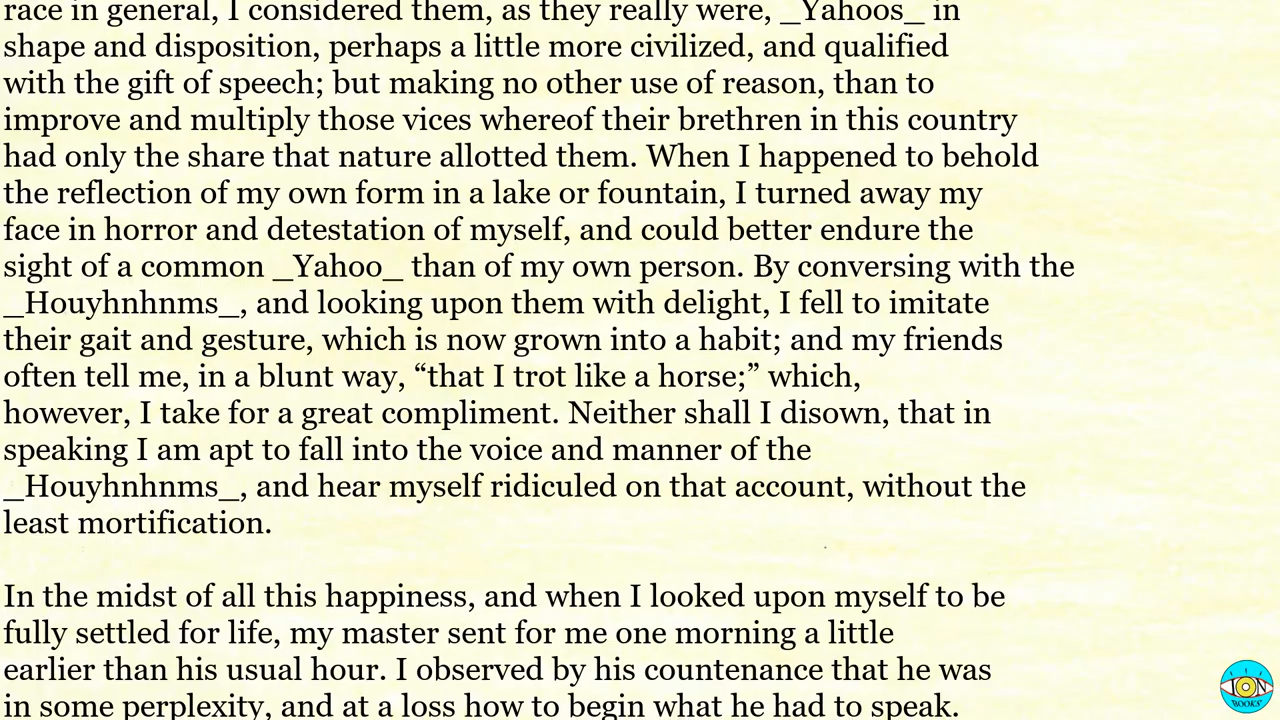 race in general, I considered them, as they really were, _Yahoos_ in
shape and disposition, perhaps a little more civilized, and qualified
with the gift of speech; but making no other use of reason, than to
improve and multiply those vices whereof their brethren in this country
had only the share that nature allotted them. When I happened to behold
the reflection of my own form in a lake or fountain, I turned away my
face in horror and detestation of myself, and could better endure the
sight of a common _Yahoo_ than of my own person. By conversing with the
_Houyhnhnms_, and looking upon them with delight, I fell to imitate
their gait and gesture, which is now grown into a habit; and my friends
often tell me, in a blunt way, “that I trot like a horse;” which,
however, I take for a great compliment. Neither shall I disown, that in
speaking I am apt to fall into the voice and manner of the
_Houyhnhnms_, and hear myself ridiculed on that account, without the
least mortification.
In the midst of all this happiness, and when I looked upon myself to be
fully settled for life, my master sent for me one morning a little
earlier than his usual hour. I observed by his countenance that he was
in some perplexity, and at a loss how to begin what he had to speak.
ION
BOOKS